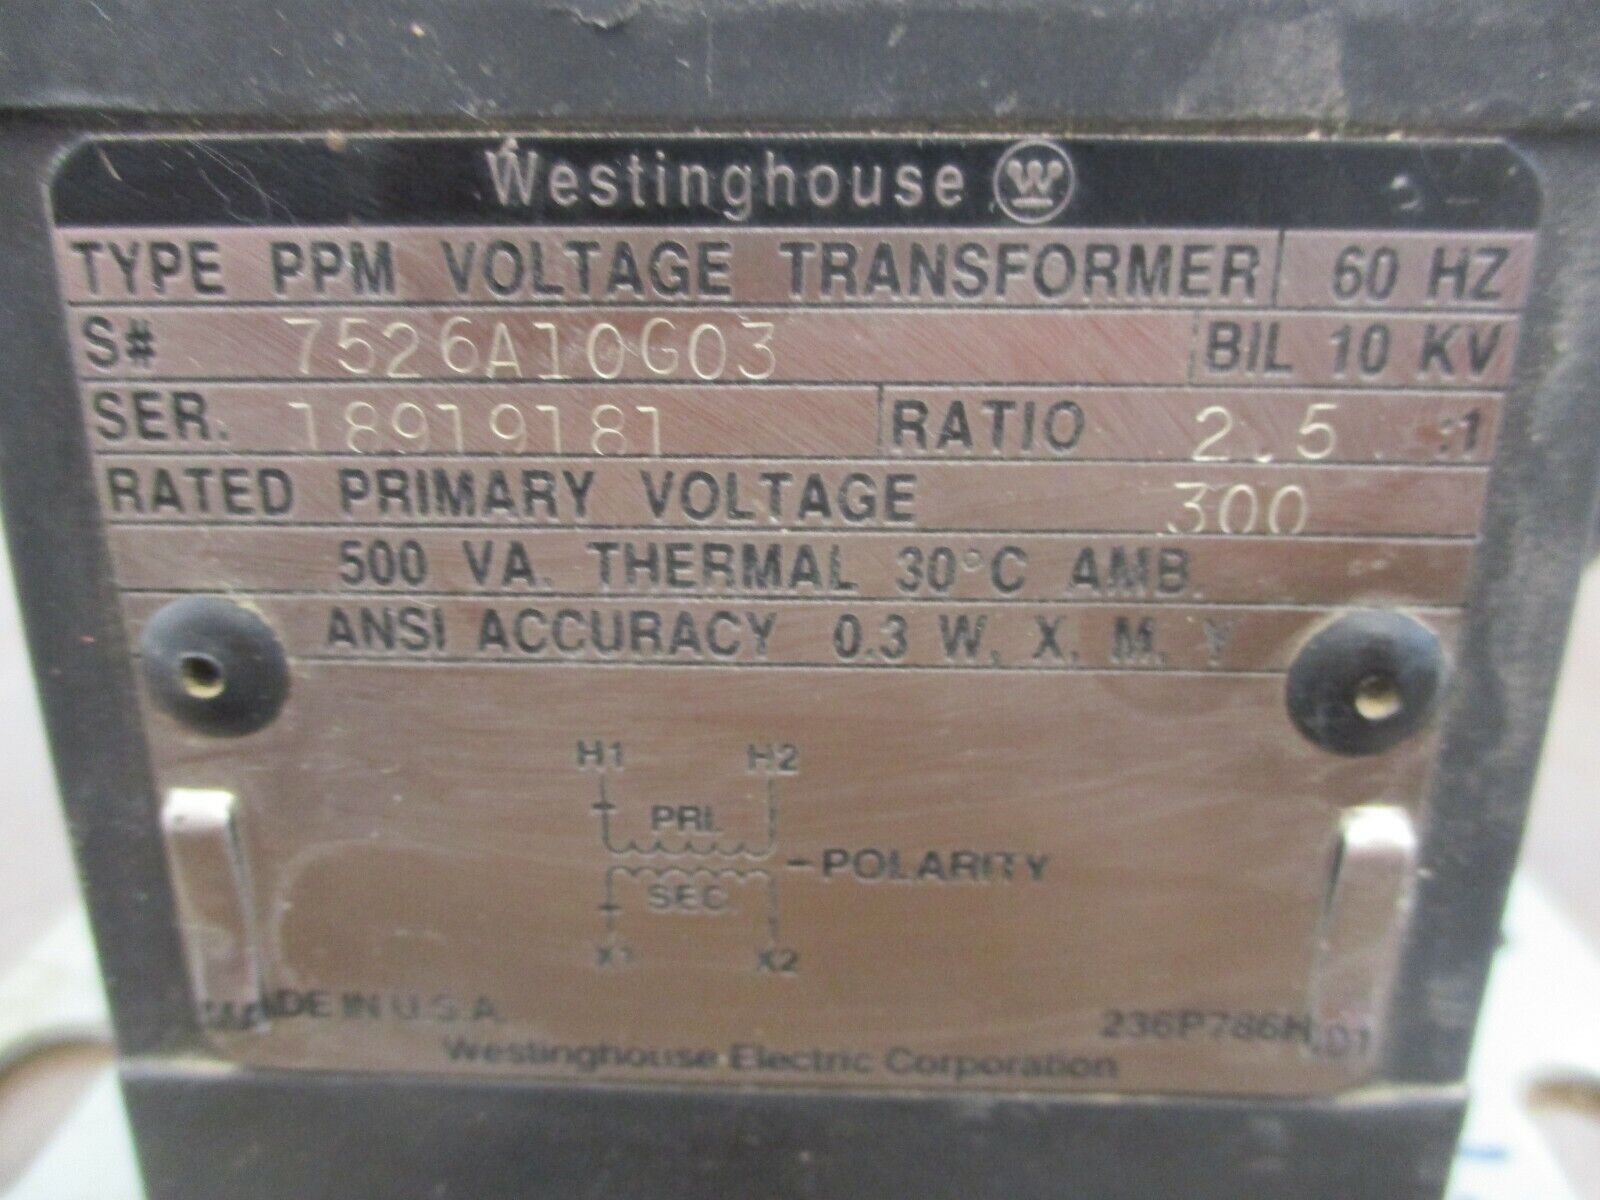 Westinghouse W
TYPE PPM VOLTAGE TRANSFORMER 60 HZ
S# 7526A10G03 BIL 10 KV
SER. 18919181 RATIO 2.5 :1
RATED PRIMARY VOLTAGE 300
500 VA. THERMAL 30°C AMB.
ANSI ACCURACY 0.3 W, X, M, Y
H1 H2
PRI.
-POLARITY
SEC.
X1 X2
MADE IN U.S.A. 236P786H01
Westinghouse Electric Corporation